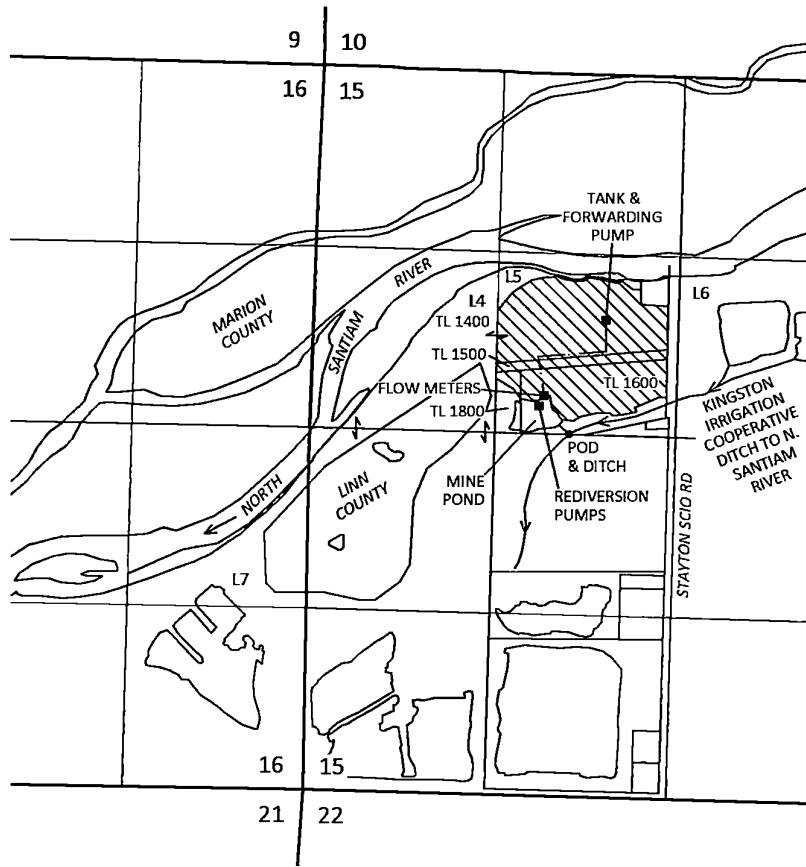 9 10
16 15
TANK &
FORWARDING
PUMP
RIVER
L5
L6
L4
MARION
COUNTY
SANTIAM
TL 1400
TL 1500
TL 1600
FLOW METERS
TL 1800
KINGSTON
IRRIGATION
COOPERATIVE
DITCH TO N.
SANTIAM
RIVER
POD
& DITCH
MINE
POND
REDIVERSION
PUMPS
LINN
COUNTY
NORTH
STAYTON SCIO RD
L7
16 15
21 22